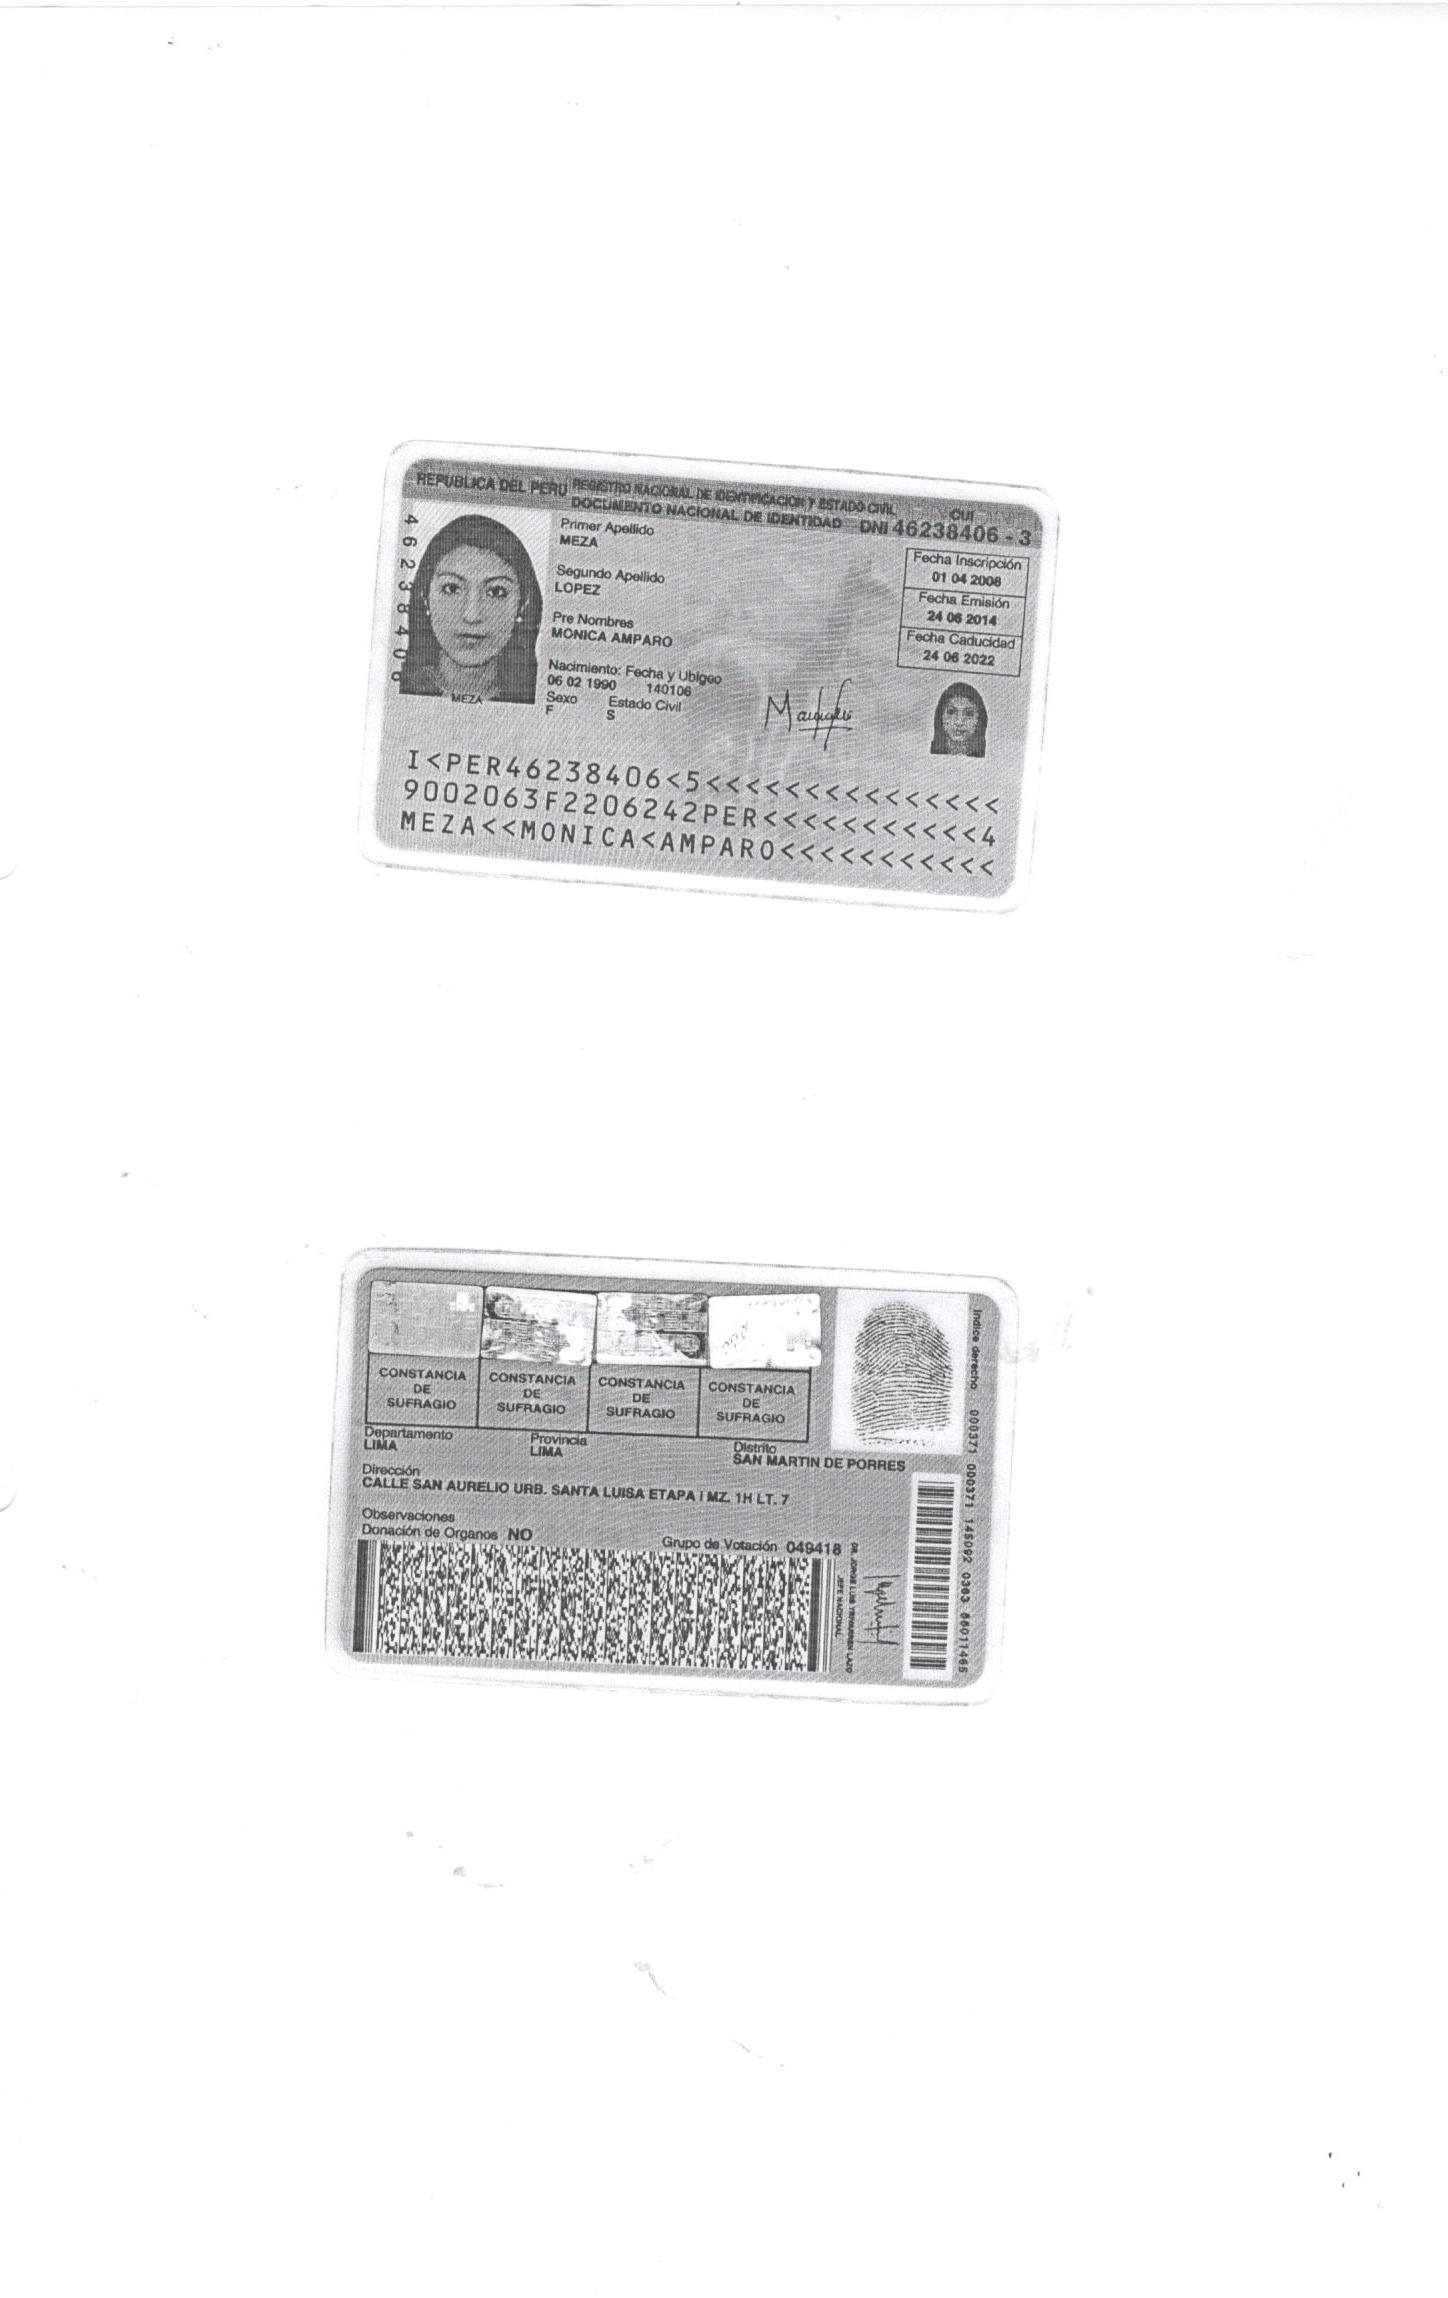 REPUBLICA DEL PERU REGISTRO NACIONAL DE IDENTIFICACION Y ESTADO CIVIL CUI
DOCUMENTO NACIONAL DE IDENTIDAD DNI 46238406 - 3
46238406
Primer Apellido
MEZA
Segundo Apellido
LOPEZ
Pre Nombres
MONICA AMPARO
Nacimiento: Fecha y Ubigeo
06 02 1990 140106
Sexo Estado Civil
F S
Fecha Inscripción
01 04 2008
Fecha Emisión
24 06 2014
Fecha Caducidad
24 06 2022
MEZA
I<PER46238406<5<<<<<<<<<<<<<<<
9002063F2206242PER<<<<<<<<<<<4
MEZA<<MONICA<AMPARO<<<<<<<<<<<
CONSTANCIA DE SUFRAGIO
CONSTANCIA DE SUFRAGIO
CONSTANCIA DE SUFRAGIO
CONSTANCIA DE SUFRAGIO
Indice derecho 000371 000371 145092 0363 66011465
Departamento Provincia Distrito
LIMA LIMA SAN MARTIN DE PORRES
Dirección
CALLE SAN AURELIO URB. SANTA LUISA ETAPA I MZ. 1H LT. 7
Observaciones
Donación de Organos NO
Grupo de Votación 049418
JEFE NACIONAL